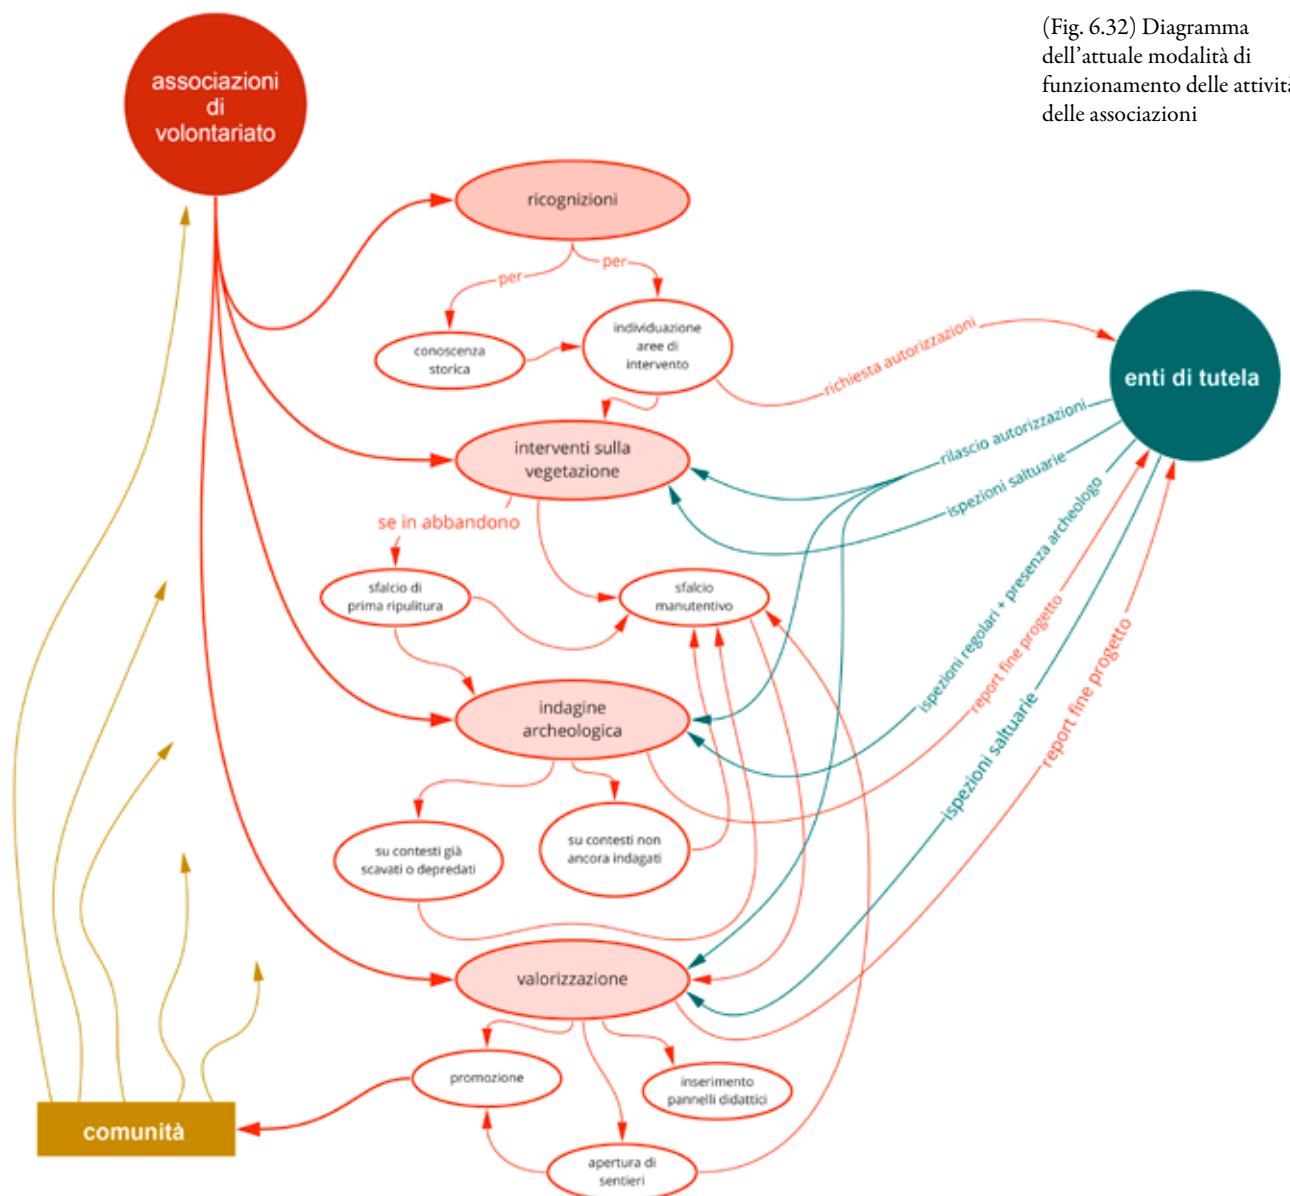 (Fig. 6.32) Diagramma
dell'attuale modalità di
funzionamento delle attività
delle associazioni
associazioni
di
volontariato
ricognizioni
per
per
individuazione
aree di
intervento
conoscenza
storica
richiesta autorizzazioni
enti di tutela
rilascio autorizzazioni
ispezioni saltuarie
interventi sulla
vegetazione
se in abbandono
sfalcio di
prima ripulitura
sfalcio
manutentivo
ispezioni regolari + presenza archeologo
report fine progetto
ispezioni saltuarie
report fine progetto
indagine
archeologica
su contesti già
scavati o depredati
su contesti non
ancora indagati
valorizzazione
promozione
inserimento
pannelli didattici
comunità
apertura di
sentieri